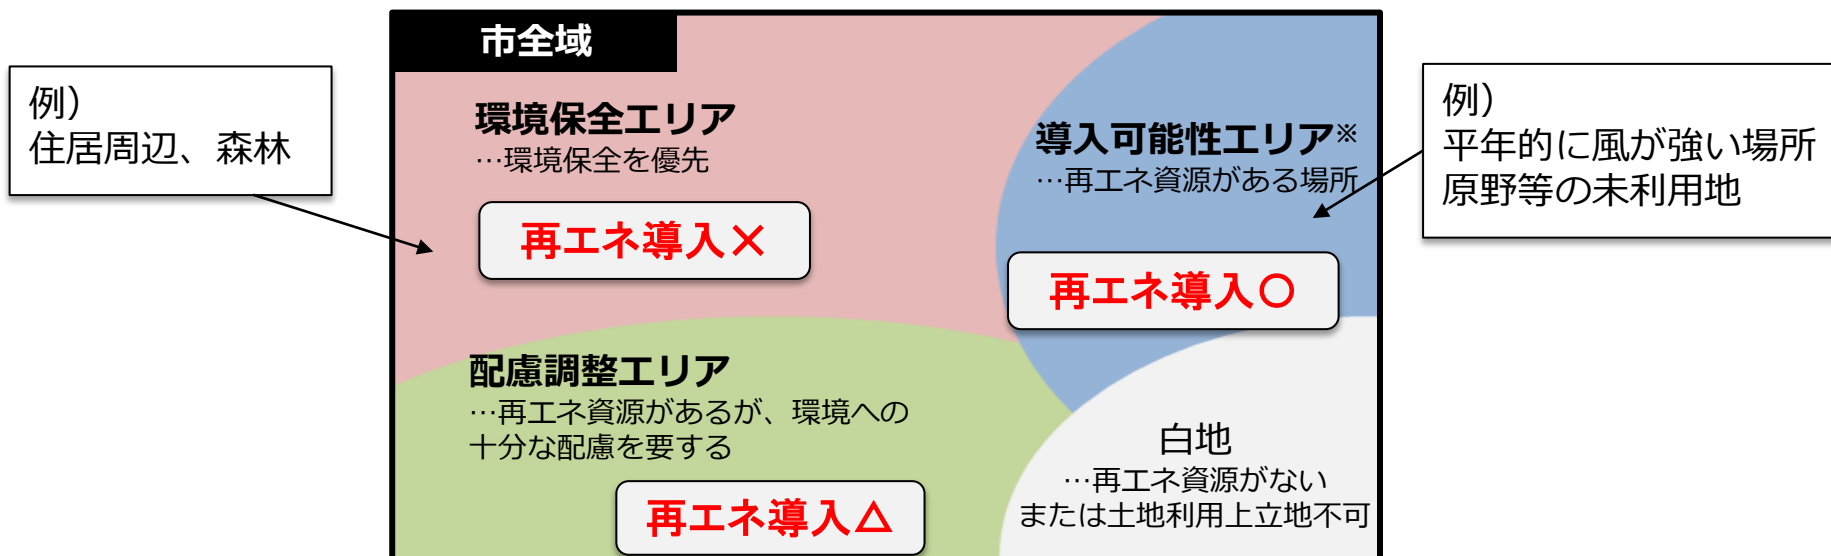 市全域
例）
住居周辺、森林
環境保全エリア
…環境保全を優先
再エネ導入×
導入可能性エリア※
…再エネ資源がある場所
再エネ導入〇
例）
平年的に風が強い場所
原野等の未利用地
配慮調整エリア
…再エネ資源があるが、環境への
十分な配慮を要する
再エネ導入△
白地
…再エネ資源がない
または土地利用上立地不可